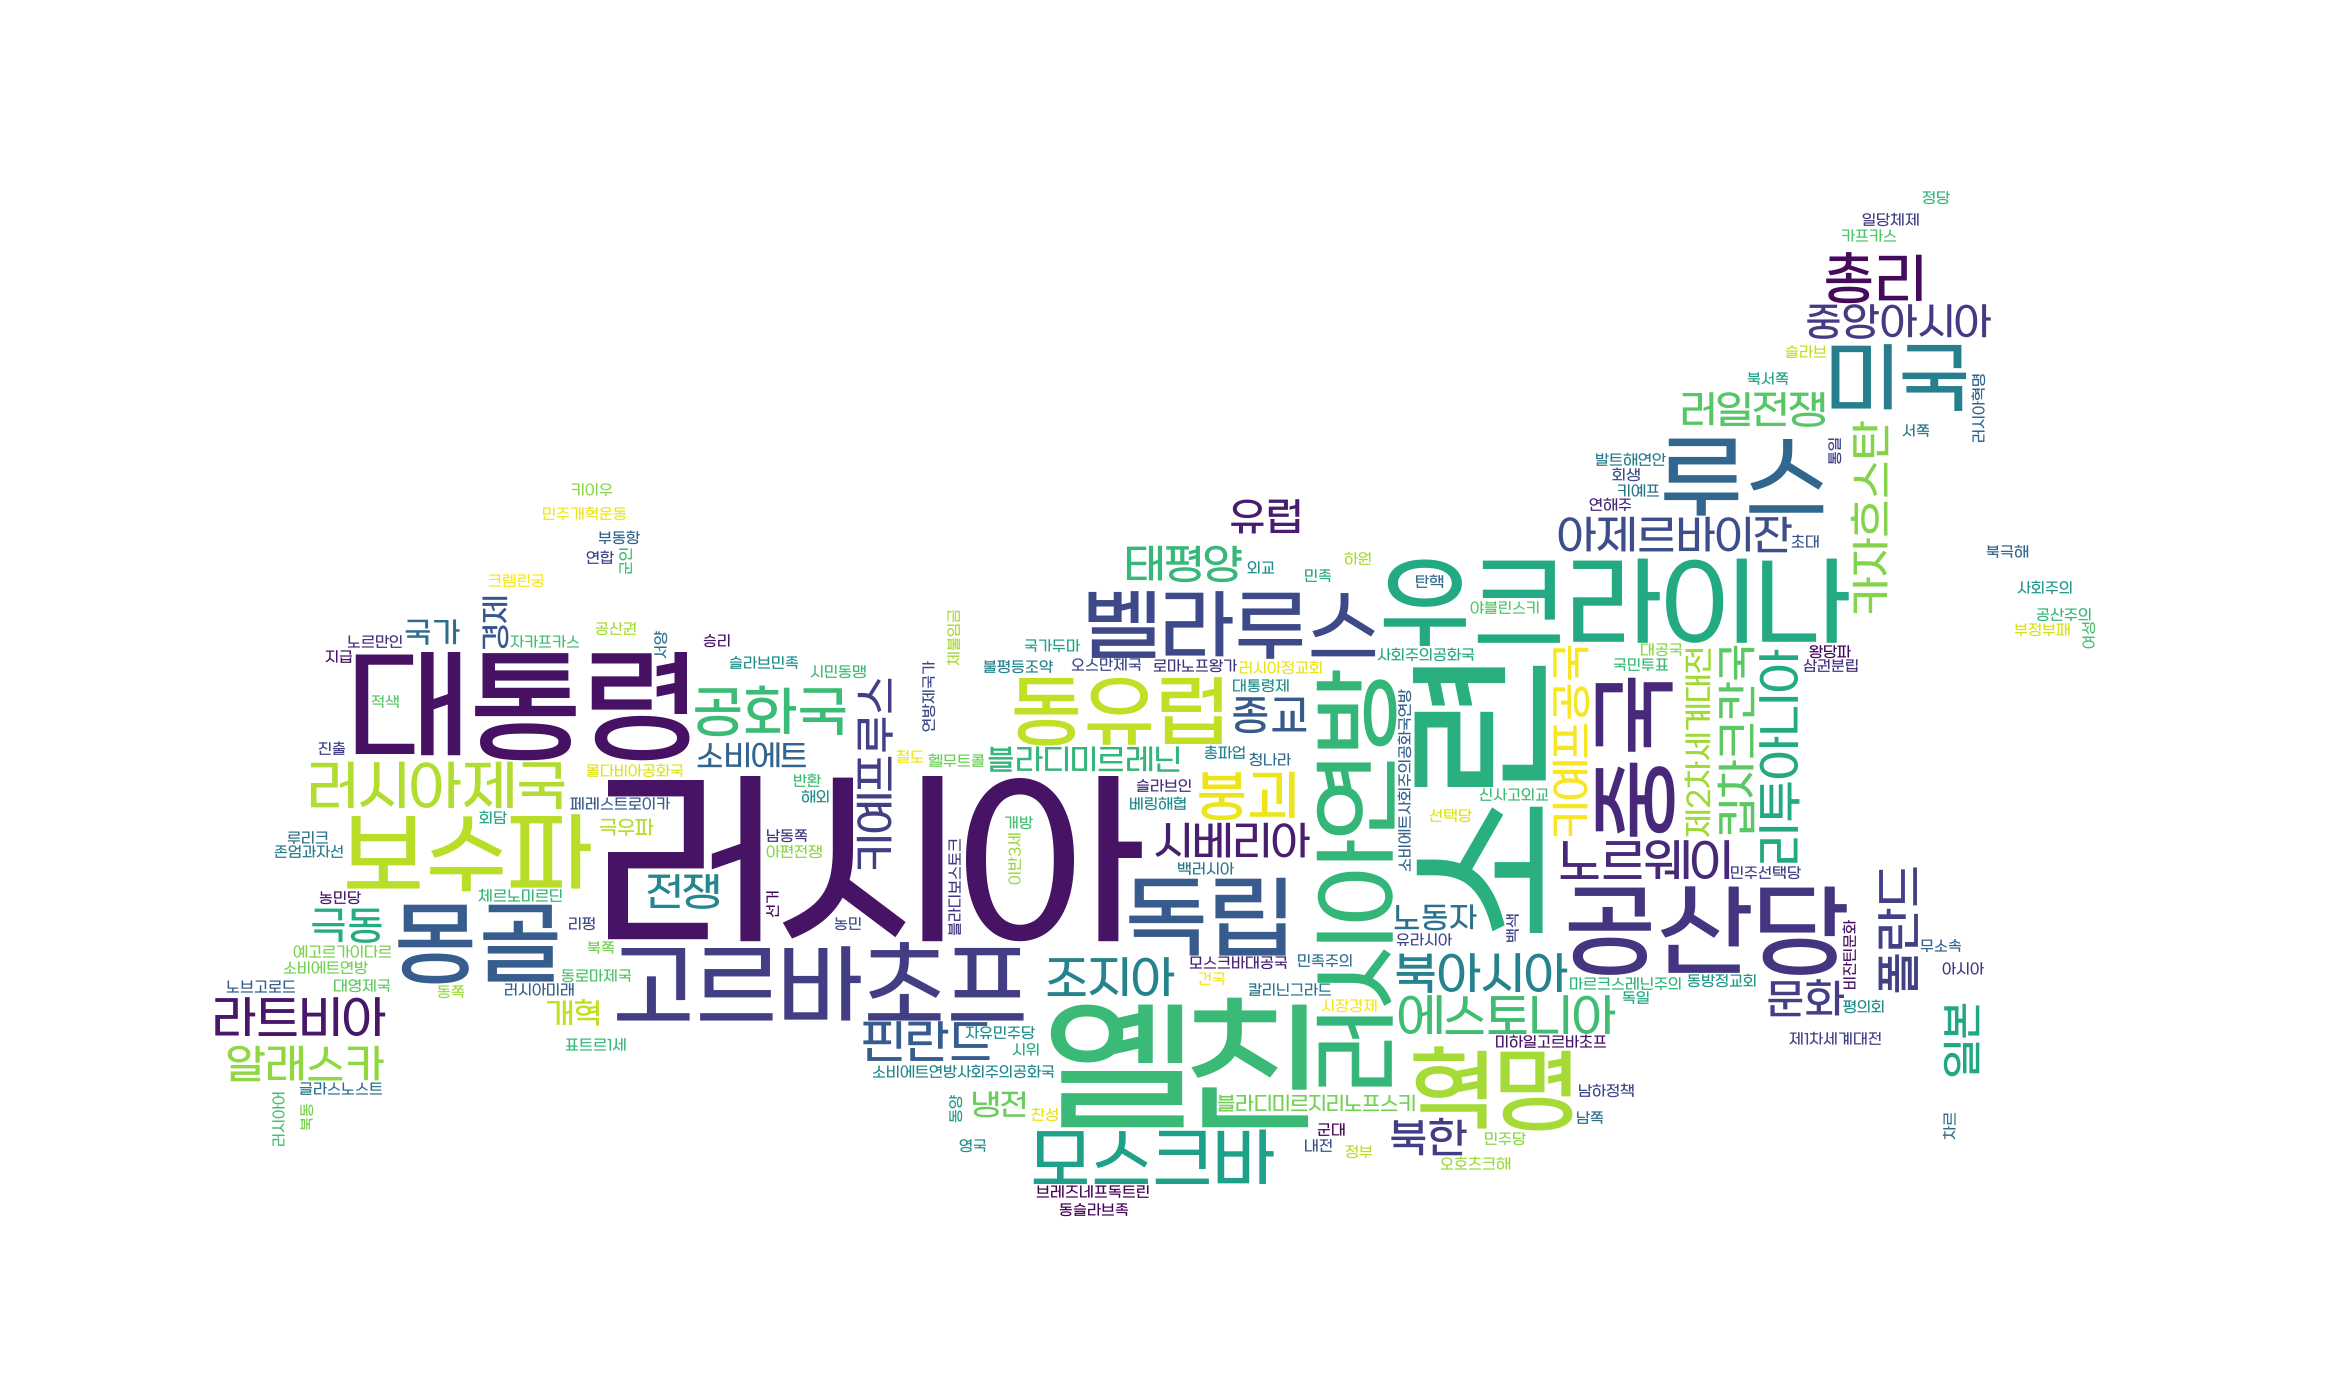 정당
일당체제
카프카스
총리
중앙아시아
슬라브
미국
북서쪽
러시아혁명
러일전쟁
서쪽
카자흐스탄
통일
루스
발트해연안
회생
키예프
연해주
키이우
민주개혁운동
부동항
연합
군인
크렘린궁
유럽
태평양
외교
민족
하원
탄핵
아제르바이잔
초대
북극해
사회주의
공산주의
부정부패
여성
우크라이나
야블린스키
벨라루스
경제
국가
자카프카스
공산권
서양
승리
노르만인
지급
슬라브민족
시민동맹
체불임금
연방제국가
국가두마
불평등조약
오스만제국
로마노프왕가
러시아정교회
사회주의공화국
대공국
국민투표
왕당파
삼권분립
대통령
적색
공화국
키예프루스
동유럽
대통령제
종교
러시아연방
소련
소비에트사회주의공화국연방
키예프공국
중국
제2차세계대전
킵차크칸국
리투아니아
진출
소비에트
철도
헬무트콜
블라디미르레닌
총파업
청나라
러시아제국
몰다비아공화국
반환
해외
페레스트로이카
슬라브인
베링해협
붕괴
신사고외교
선택당
회담
극우파
보수파
루리크
존엄과자선
러시아
남동쪽
아편전쟁
개방
이반3세
시베리아
백러시아
노르웨이
민주선택당
전쟁
블라디보스토크
선거
농민
농민당
체르노미르딘
리펑
극동
몽골
독립
노동자
유라시아
백색
공산당
비잔틴문화
폴란드
무소속
아시아
예고르가이다르
소비에트연방
북쪽
동로마제국
대영제국
노브고로드
동쪽
러시아미래
고르바초프
조지아
모스크바대공국
건국
민족주의
칼리닌그라드
북아시아
마르크스레닌주의
독일
동방정교회
문화
평의회
라트비아
개혁
핀란드
자유민주당
시위
옐친
시장경제
에스토니아
미하일고르바초프
제1차세계대전
일본
알래스카
표트르1세
글라스노스트
소비에트연방사회주의공화국
혁명
남하정책
남쪽
러시아어
북동
동양
냉전
찬성
블라디미르지리노프스키
군대
내전
정부
북한
민주당
오호츠크해
차르
영국
모스크바
브레즈네프독트린
동슬라브족